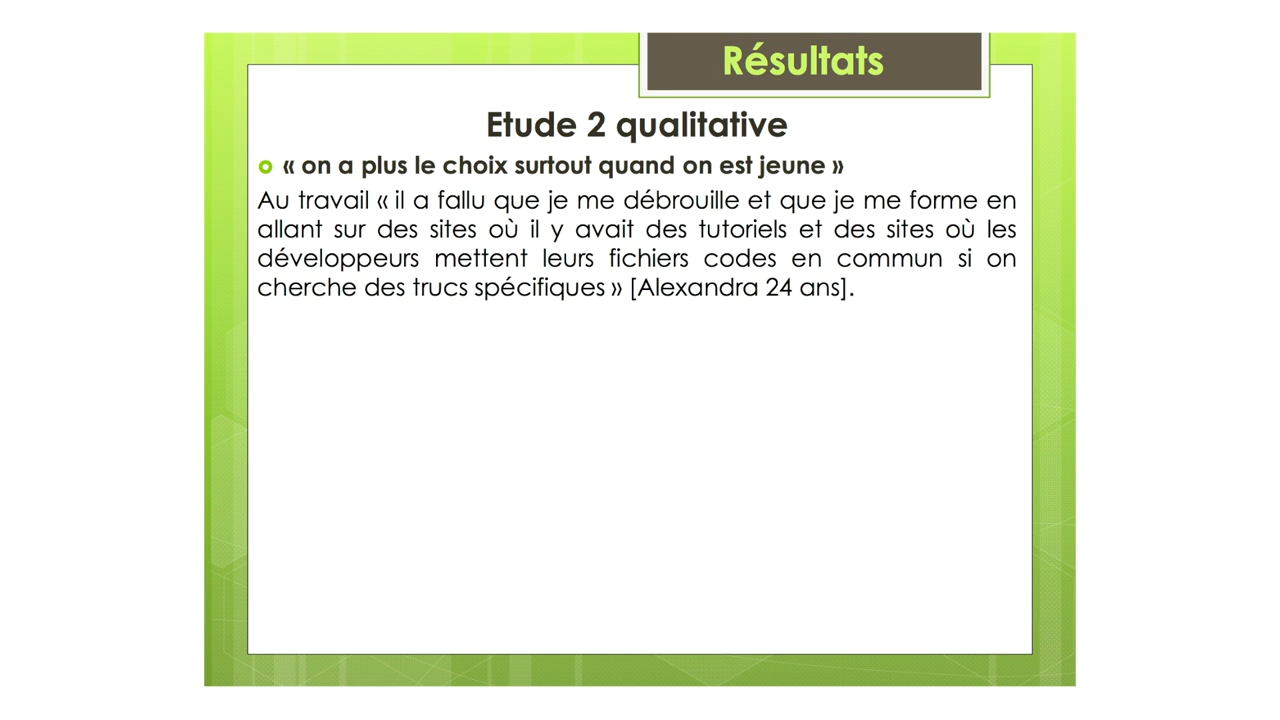 Résultats
Etude 2 qualitative
« on a plus le choix surtout quand on est jeune »
Au travail « il a fallu que je me débrouille et que je me forme en
allant sur des sites où il y avait des tutoriels et des sites où les
développeurs mettent leurs fichiers codes en commun si on
cherche des trucs spécifiques » [Alexandra 24 ans].